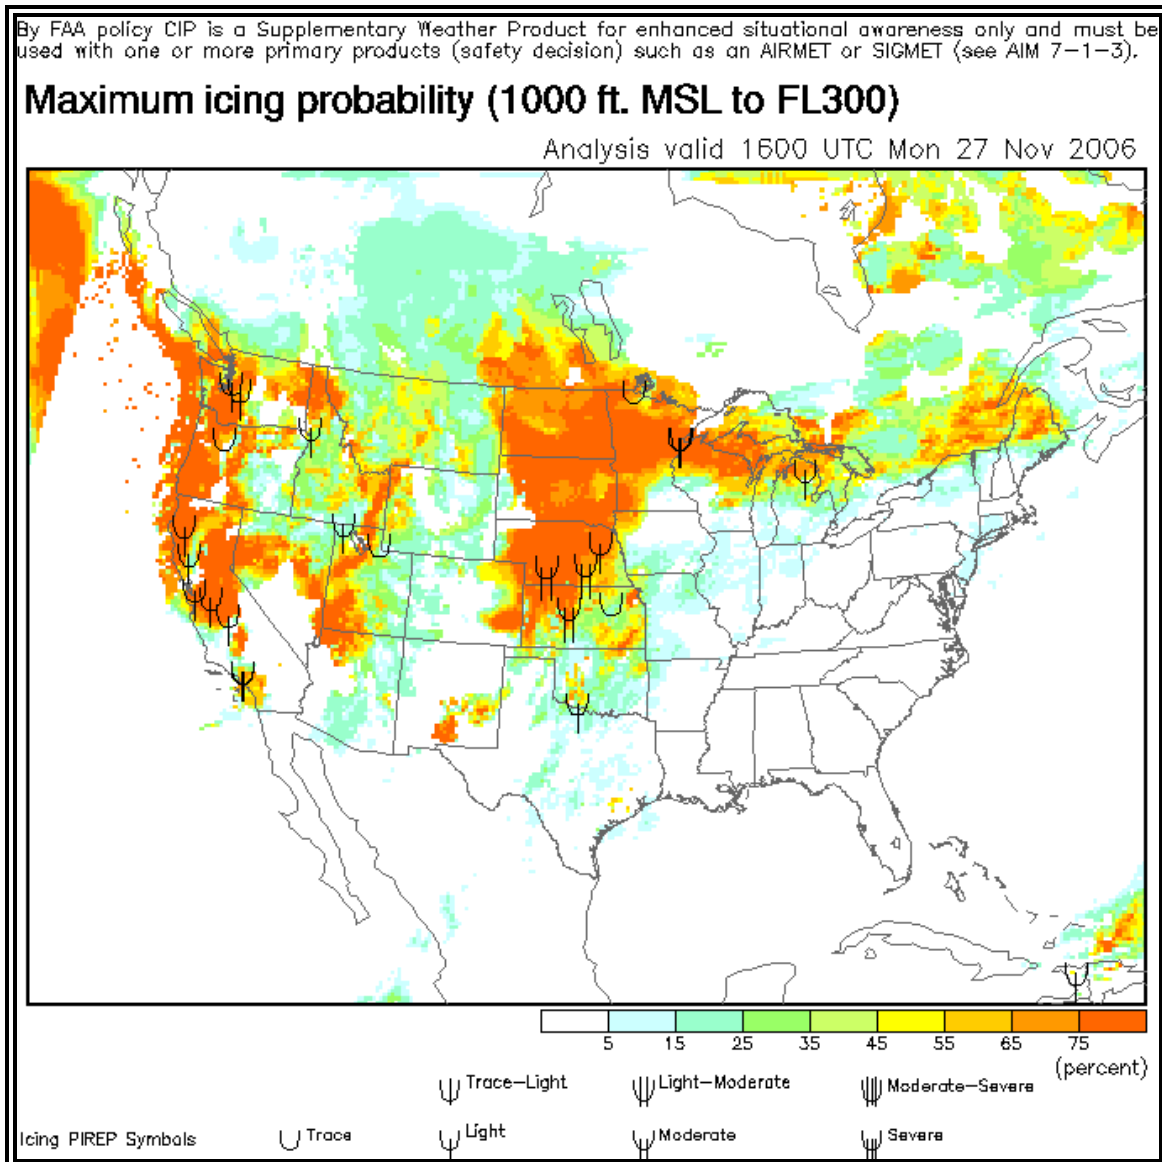 By FAA policy CIP is a Supplementary Weather Product for enhanced situational awareness only and must be
used with one or more primary products (safety decision) such as an AIRMET or SIGMET (see AIM 7-1-3).
Maximum icing probability (1000 ft. MSL to FL300)
Analysis valid 1600 UTC Mon 27 Nov 2006
5 15 25 35 45 55 65 75
(percent)
Trace-Light Light-Moderate Moderate-Severe
Icing PIREP Symbols Trace Light Moderate Severe